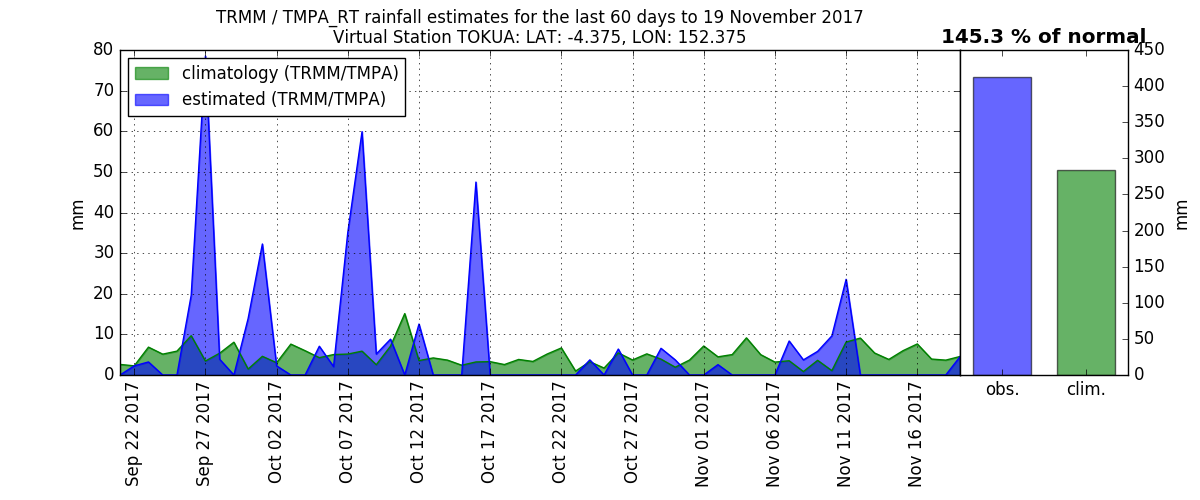 TRMM / TMPA_RT rainfall estimates for the last 60 days to 19 November 2017
Virtual Station TOKUA: LAT: -4.375, LON: 152.375
145.3 % of normal
climatology (TRMM/TMPA)
estimated (TRMM/TMPA)
mm
80
70
60
50
40
30
20
10
0
Sep 22 2017
Sep 27 2017
Oct 02 2017
Oct 07 2017
Oct 12 2017
Oct 17 2017
Oct 22 2017
Oct 27 2017
Nov 01 2017
Nov 06 2017
Nov 11 2017
Nov 16 2017
obs.
clim.
450
400
350
300
250
200
150
100
50
0
mm